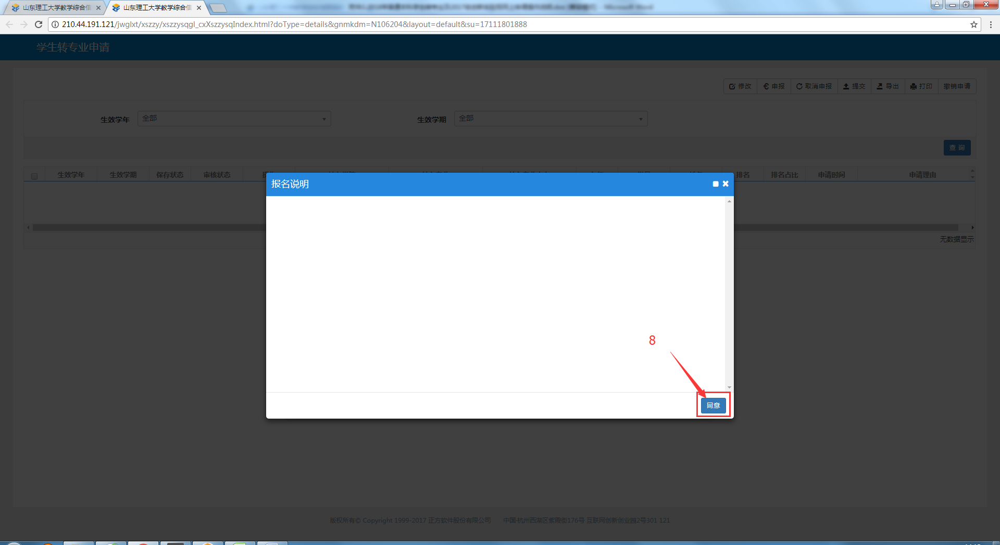 山东理工大学教学综合信
山东理工大学教学综合信
210.44.191.121/jwglxt/xszzy/xszzysqgl_cxXszzysqIndex.html?doType=details&gnmkdm=N106204&layout=default&su=17111801888
学生转专业申请
修改 申报 取消申报 提交 导出 打印 撤销申请
生效学年 全部 生效学期 全部
查 询
生效学年 生效学期 保存状态 审核状态 排名 排名占比 申请时间 申请理由
报名说明
无数据显示
8
同意
版权所有© Copyright 1999-2017 正方软件股份有限公司 中国·杭州西湖区紫霞街176号 互联网创新创业园2号301 121